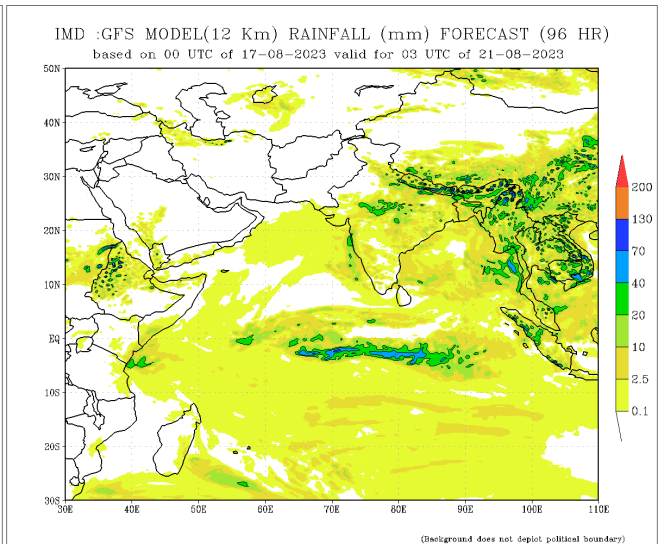 IMD :GFS MODEL(12 Km) RAINFALL (mm) FORECAST (96 HR)
based on 00 UTC of 17-08-2023 valid for 03 UTC of 21-08-2023
50N
40N
30N
20N
10N
EQ
10S
20S
30S
30E 40E 50E 60E 70E 80E 90E 100E 110E
200
130
70
40
20
10
2.5
0.1
(Background does not depict political boundary)